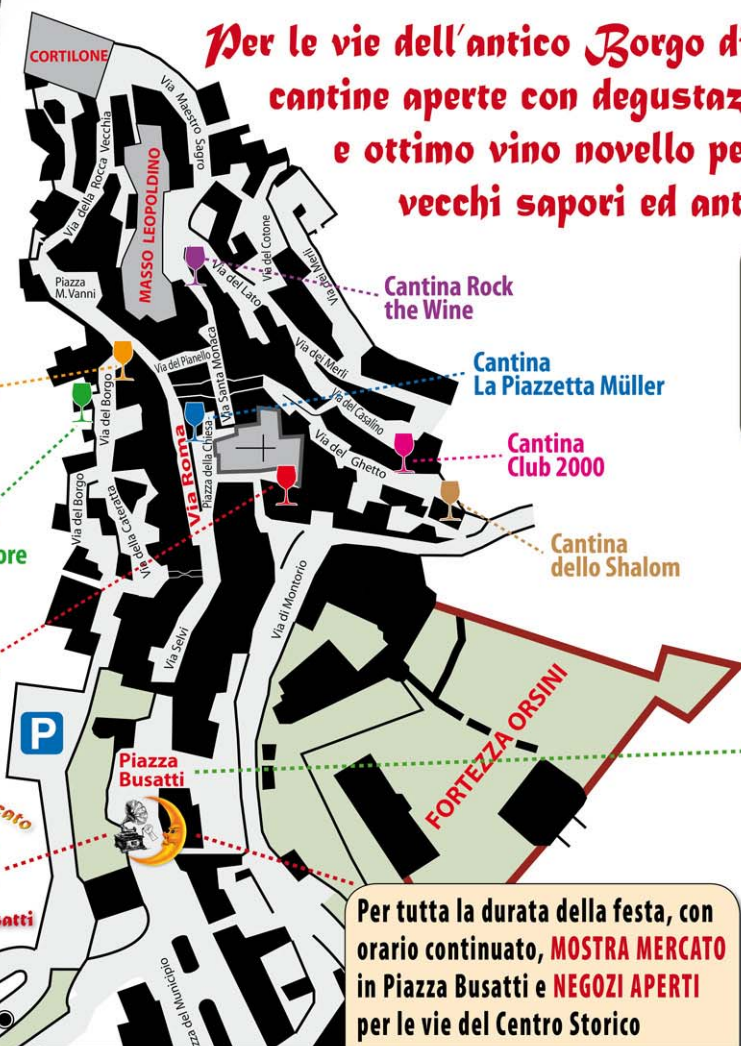 Per le vie dell'antico Borgo di
cantine aperte con degustaz
e ottimo vino novello pe
vecchi sapori ed ant
CORTILONE
Via Maestro Sagro
Via della Rocca Vecchia
MASSO LEOPOLDINO
Via del Cotone
Via dei Merli
Piazza
M.Vanni
Via del Lato
Cantina Rock
the Wine
Via del Pianello
Via Santa Monaca
Via dei Merli
Cantina
La Piazzetta Müller
Via del Borgo
Via del Casalino
Via Roma
Piazza della Chiesa
Via del Ghetto
Cantina
Club 2000
Via del Borgo
Via della Cateratta
ore
Cantina
dello Shalom
Via di Montorio
Via Selvi
P
FORTEZZA ORSINI
Piazza
Busatti
cato
satti
zza del Municipio
Per tutta la durata della festa, con
orario continuato, MOSTRA MERCATO
in Piazza Busatti e NEGOZI APERTI
per le vie del Centro Storico